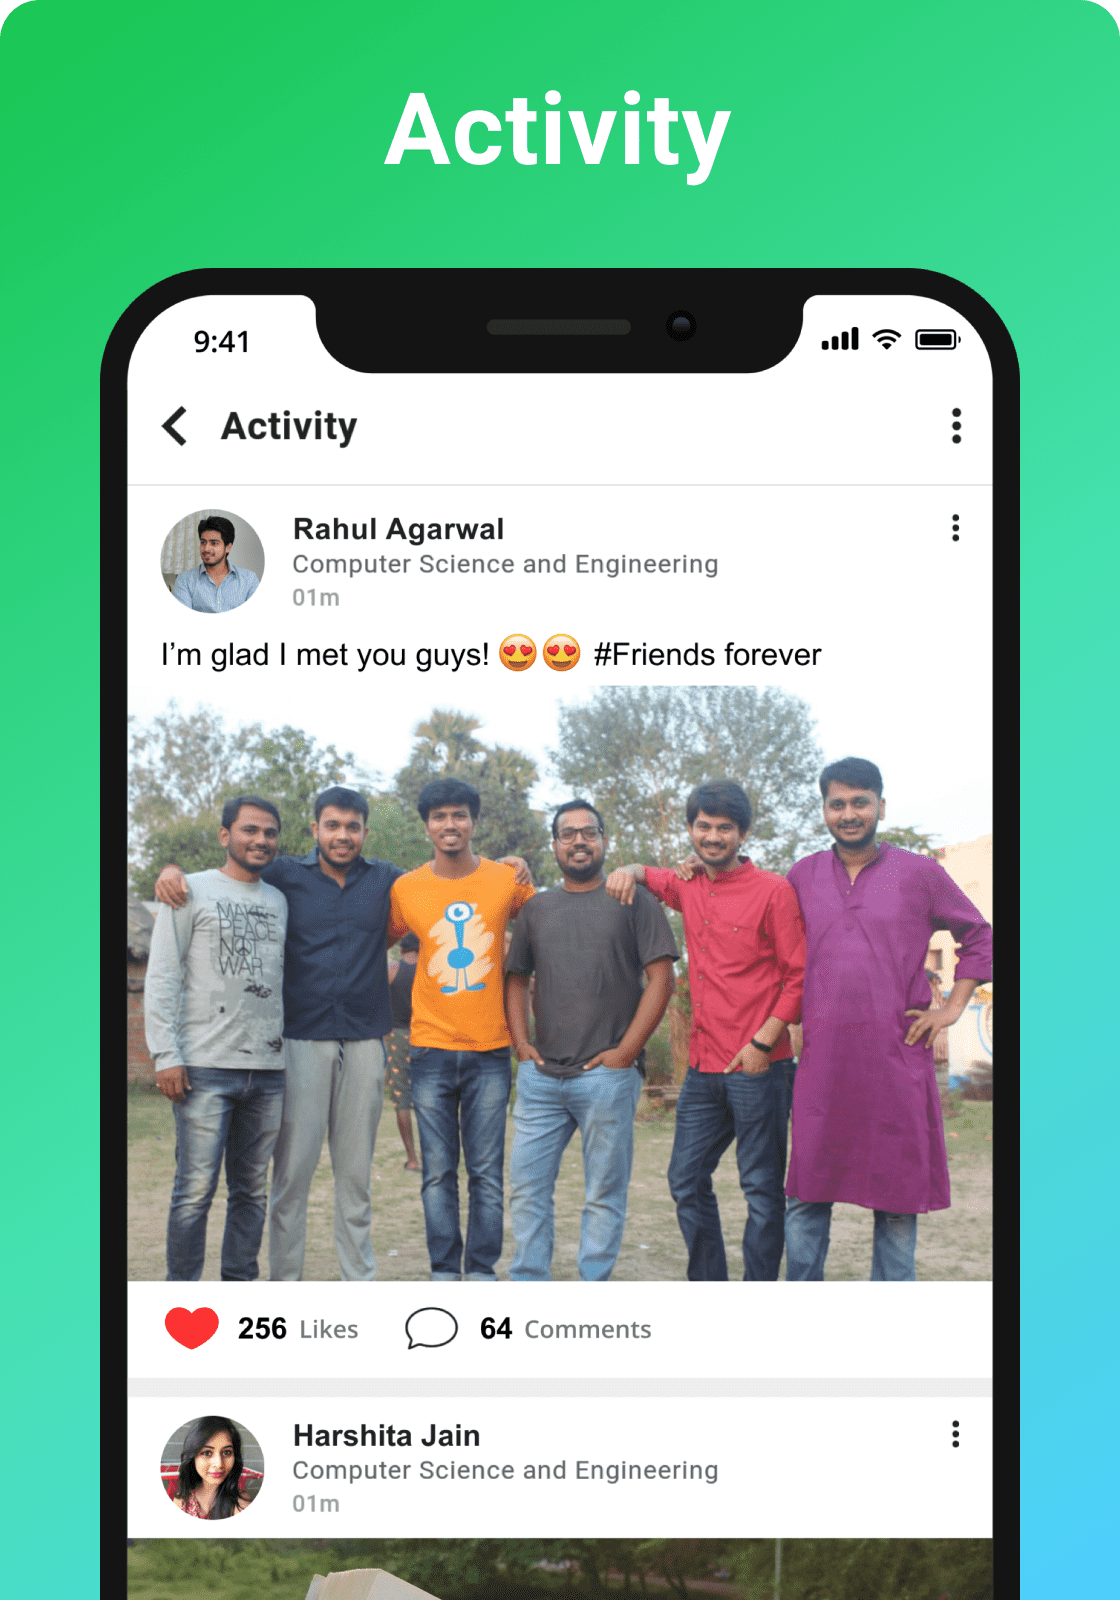 Activity
9:41
Activity
Rahul Agarwal
Computer Science and Engineering
01m
I'm glad I met you guys! 😍😍 #Friends forever
MAKE
PEACE
NOT
WAR
256 Likes 64 Comments
Harshita Jain
Computer Science and Engineering
01m